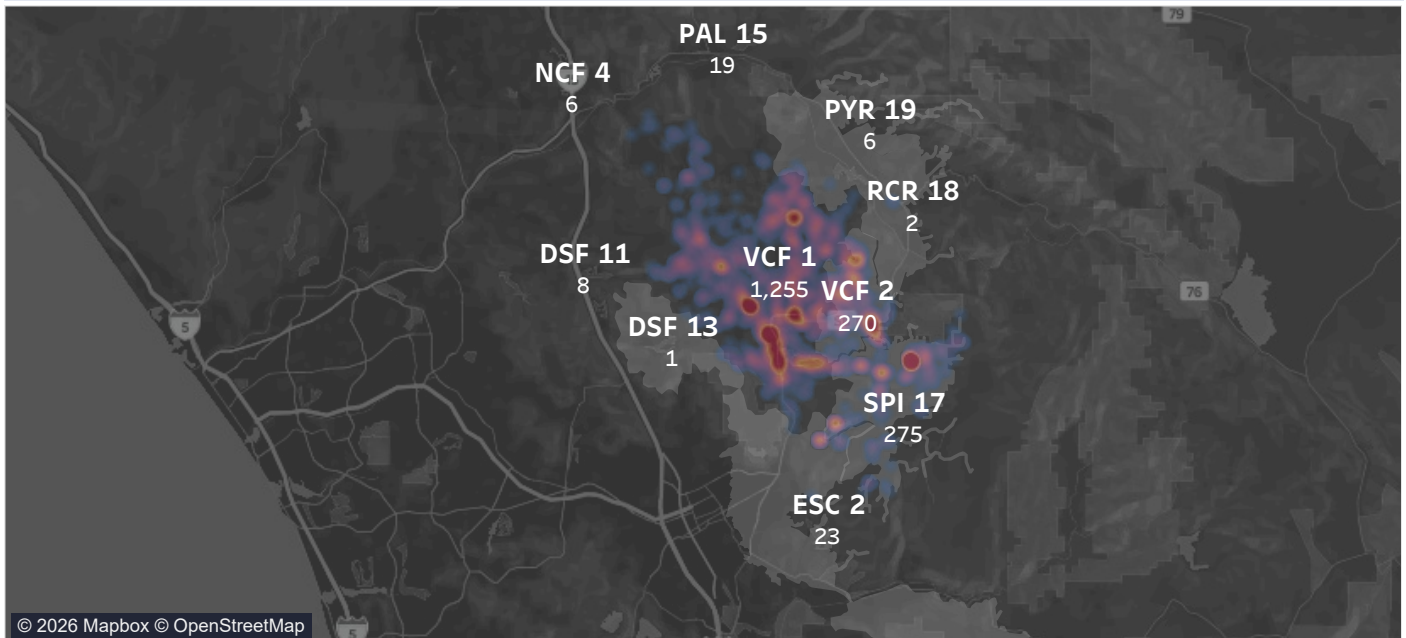 79
PAL 15
19
NCF 4
6
PYR 19
6
RCR 18
2
DSF 11
8
VCF 1
1,255
VCF 2
270
76
5
DSF 13
1
SPI 17
275
ESC 2
23
5
© 2026 Mapbox © OpenStreetMap